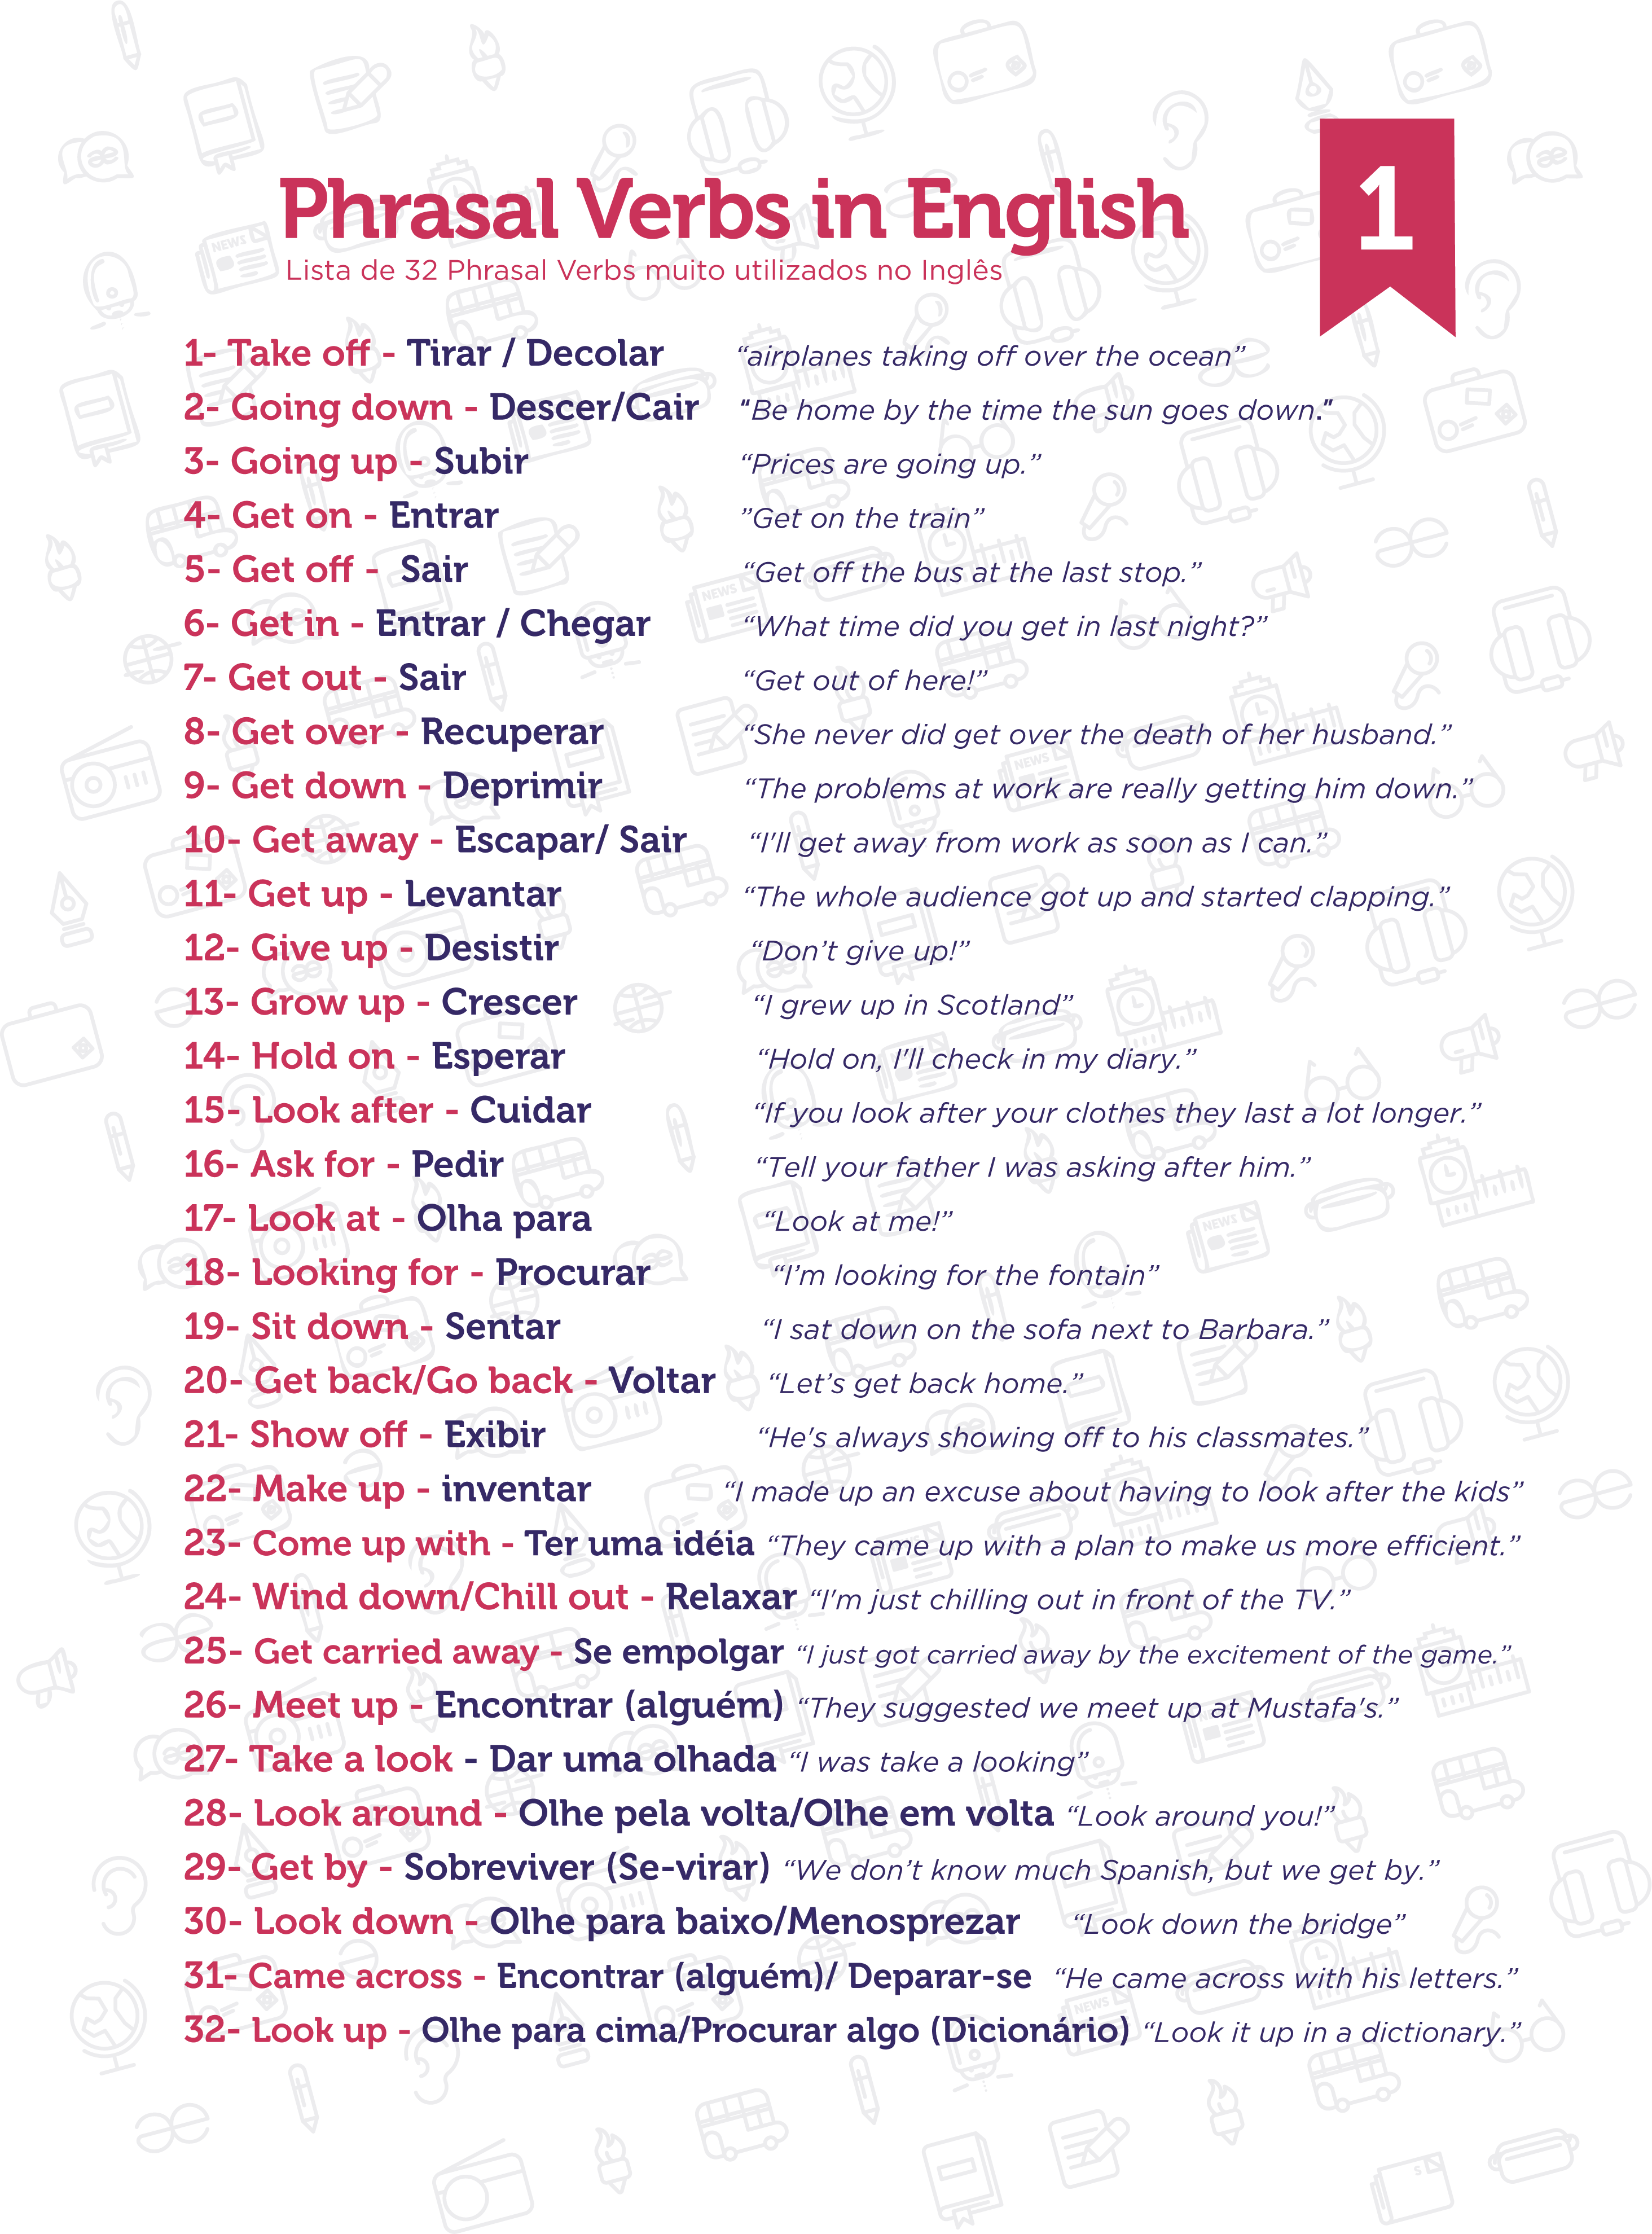 Phrasal Verbs in English
1
Lista de 32 Phrasal Verbs muito utilizados no Inglês
1- Take off - Tirar / Decolar “airplanes taking off over the ocean”
2- Going down - Descer/Cair "Be home by the time the sun goes down."
3- Going up - Subir “Prices are going up.”
4- Get on - Entrar ”Get on the train”
5- Get off - Sair “Get off the bus at the last stop.”
6- Get in - Entrar / Chegar “What time did you get in last night?”
7- Get out - Sair “Get out of here!”
8- Get over - Recuperar “She never did get over the death of her husband.”
9- Get down - Deprimir “The problems at work are really getting him down.”
10- Get away - Escapar/ Sair “I'll get away from work as soon as I can.”
11- Get up - Levantar “The whole audience got up and started clapping.”
12- Give up - Desistir “Don’t give up!”
13- Grow up - Crescer “I grew up in Scotland”
14- Hold on - Esperar “Hold on, I'll check in my diary.”
15- Look after - Cuidar “If you look after your clothes they last a lot longer.”
16- Ask for - Pedir “Tell your father I was asking after him.”
17- Look at - Olha para “Look at me!”
18- Looking for - Procurar “I’m looking for the fontain”
19- Sit down - Sentar “I sat down on the sofa next to Barbara.”
20- Get back/Go back - Voltar “Let’s get back home.”
21- Show off - Exibir “He's always showing off to his classmates.”
22- Make up - inventar “I made up an excuse about having to look after the kids”
23- Come up with - Ter uma idéia “They came up with a plan to make us more efficient.”
24- Wind down/Chill out - Relaxar “I'm just chilling out in front of the TV.”
25- Get carried away - Se empolgar “I just got carried away by the excitement of the game.”
26- Meet up - Encontrar (alguém) “They suggested we meet up at Mustafa's.”
27- Take a look - Dar uma olhada “I was take a looking”
28- Look around - Olhe pela volta/Olhe em volta “Look around you!”
29- Get by - Sobreviver (Se-virar) “We don’t know much Spanish, but we get by.”
30- Look down - Olhe para baixo/Menosprezar “Look down the bridge”
31- Came across - Encontrar (alguém)/ Deparar-se “He came across with his letters.”
32- Look up - Olhe para cima/Procurar algo (Dicionário) “Look it up in a dictionary.”